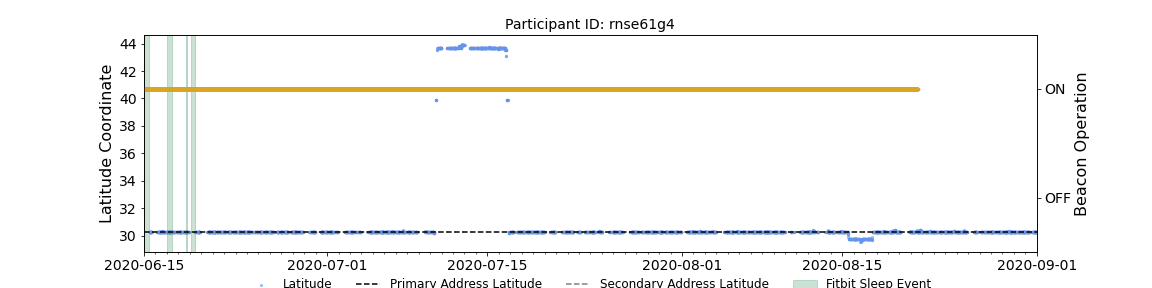 Participant ID: rnse61g4
44
42
40
38
36
34
32
30
Latitude Coordinate
ON
OFF
Beacon Operation
2020-06-15 2020-07-01 2020-07-15 2020-08-01 2020-08-15 2020-09-01
Latitude Primary Address Latitude Secondary Address Latitude Fitbit Sleep Event